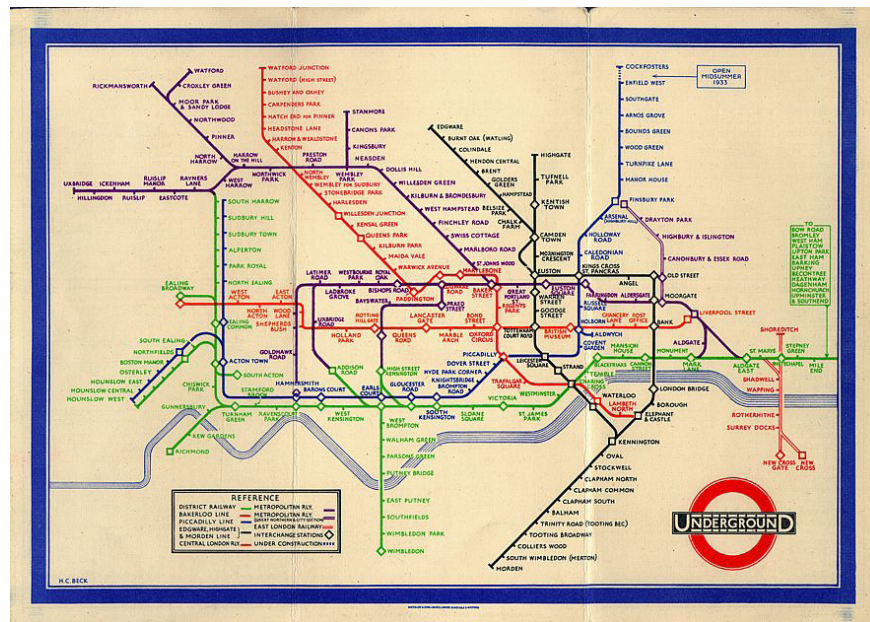 WATFORD
RICKMANSWORTH
CROXLEY GREEN
MOOR PARK
& SANDY LODGE
NORTHWOOD
PINNER
NORTH
HARROW
HARROW
ON THE HILL
WEST
HARROW
NORTHWICK
PARK
PRESTON
ROAD
WEMBLEY
PARK
UXBRIDGE
ICKENHAM
RUISLIP
MANOR
RAYNERS
LANE
HILLINGDON
RUISLIP
EASTCOTE
WATFORD JUNCTION
WATFORD (HIGH STREET)
BUSHEY AND OXHEY
CARPENDERS PARK
HATCH END FOR PINNER
HEADSTONE LANE
HARROW & WEALDSTONE
KENTON
NORTH
WEMBLEY
WEMBLEY FOR SUDBURY
STONEBRIDGE PARK
HARLESDEN
WILLESDEN JUNCTION
KENSAL GREEN
QUEENS PARK
KILBURN PARK
MAIDA VALE
WARWICK AVENUE
STANMORE
CANONS PARK
KINGSBURY
NEASDEN
DOLLIS HILL
WILLESDEN GREEN
KILBURN & BRONDESBURY
WEST HAMPSTEAD
FINCHLEY ROAD
SWISS COTTAGE
MARLBORO ROAD
ST JOHNS WOOD
EDGWARE
BURNT OAK (WATLING)
COLINDALE
HENDON CENTRAL
BRENT
GOLDERS
GREEN
HAMPSTEAD
BELSIZE
PARK
CHALK
FARM
HIGHGATE
TUFNELL
PARK
KENTISH
TOWN
CAMDEN
TOWN
MORNINGTON
CRESCENT
EUSTON
COCKFOSTERS
ENFIELD WEST
OPEN
MIDSUMMER
1933
SOUTHGATE
ARNOS GROVE
BOUNDS GREEN
WOOD GREEN
TURNPIKE LANE
MANOR HOUSE
FINSBURY PARK
ARSENAL
(HIGHBURY HILL)
DRAYTON PARK
HOLLOWAY
ROAD
HIGHBURY & ISLINGTON
CALEDONIAN
ROAD
CANONBURY & ESSEX ROAD
KINGS CROSS
ST. PANCRAS
ANGEL
OLD STREET
MOORGATE
TO
BOW ROAD
BROMLEY
WEST HAM
PLAISTOW
UPTON PARK
EAST HAM
BARKING
UPNEY
BECONTREE
HEATHWAY
DAGENHAM
HORNCHURCH
UPMINSTER
& SOUTHEND
SOUTH HARROW
SUDBURY HILL
SUDBURY TOWN
ALPERTON
PARK ROYAL
NORTH EALING
EALING
BROADWAY
WEST
ACTON
EAST
ACTON
NORTH
ACTON
WOOD
LANE
SHEPHERDS
BUSH
EALING
COMMON
LATIMER
ROAD
WESTBOURNE
PARK
ROYAL
OAK
LADBROKE
GROVE
BISHOPS ROAD
BAYSWATER
PADDINGTON
EDGWARE
ROAD
PRAED
STREET
MARYLEBONE
BAKER
STREET
GREAT
PORTLAND
ST
REGENTS
PARK
EUSTON
SQUARE
WARREN
STREET
GOODGE
STREET
RUSSELL
SQUARE
FARRINGDON
ALDERSGATE
LIVERPOOL STREET
UXBRIDGE
ROAD
HOLLAND
PARK
NOTTING
HILL GATE
QUEENS
ROAD
LANCASTER
GATE
MARBLE
ARCH
BOND
STREET
OXFORD
CIRCUS
TOTTENHAM
COURT ROAD
BRITISH
MUSEUM
HOLBORN
CHANCERY
LANE
POST
OFFICE
BANK
ALDWYCH
COVENT
GARDEN
GOLDHAWK
ROAD
ADDISON
ROAD
HIGH STREET
KENSINGTON
PICCADILLY
DOVER STREET
HYDE PARK CORNER
KNIGHTSBRIDGE
BROMPTON
ROAD
LEICESTER
SQUARE
STRAND
TRAFALGAR
SQUARE
CHARING
CROSS
TEMPLE
BLACKFRIARS
MANSION
HOUSE
CANNON
STREET
MONUMENT
MARK
LANE
ALDGATE
ALDGATE
EAST
ST. MARYS
WHITECHAPEL
STEPNEY
GREEN
MILE
END
SHOREDITCH
SHADWELL
WAPPING
ROTHERHITHE
SURREY DOCKS
NEW CROSS
GATE
NEW
CROSS
SOUTH EALING
NORTHFIELDS
BOSTON MANOR
OSTERLEY
HOUNSLOW EAST
HOUNSLOW CENTRAL
HOUNSLOW WEST
ACTON TOWN
SOUTH ACTON
CHISWICK
PARK
GUNNERSBURY
KEW GARDENS
RICHMOND
TURNHAM
GREEN
STAMFORD
BROOK
RAVENSCOURT
PARK
HAMMERSMITH
BARONS COURT
WEST
KENSINGTON
EARLS
COURT
GLOUCESTER
ROAD
SOUTH
KENSINGTON
SLOANE
SQUARE
VICTORIA
ST. JAMES
PARK
WESTMINSTER
WATERLOO
LAMBETH
NORTH
LONDON BRIDGE
BOROUGH
ELEPHANT
& CASTLE
KENNINGTON
OVAL
STOCKWELL
CLAPHAM NORTH
CLAPHAM COMMON
CLAPHAM SOUTH
BALHAM
TRINITY ROAD (TOOTING BEC)
TOOTING BROADWAY
COLLIERS WOOD
SOUTH WIMBLEDON (MERTON)
MORDEN
WEST
BROMPTON
WALHAM GREEN
PARSONS GREEN
PUTNEY BRIDGE
EAST PUTNEY
SOUTHFIELDS
WIMBLEDON PARK
WIMBLEDON
REFERENCE
DISTRICT RAILWAY
BAKERLOO LINE
PICCADILLY LINE
EDGWARE, HIGHGATE
& MORDEN LINE
CENTRAL LONDON RLY.
METROPOLITAN RLY.
METROPOLITAN RLY.
(GREAT NORTHERN & CITY SECTION)
EAST LONDON RAILWAY
INTERCHANGE STATIONS
UNDER CONSTRUCTION
UNDERGROUND
H.C. BECK